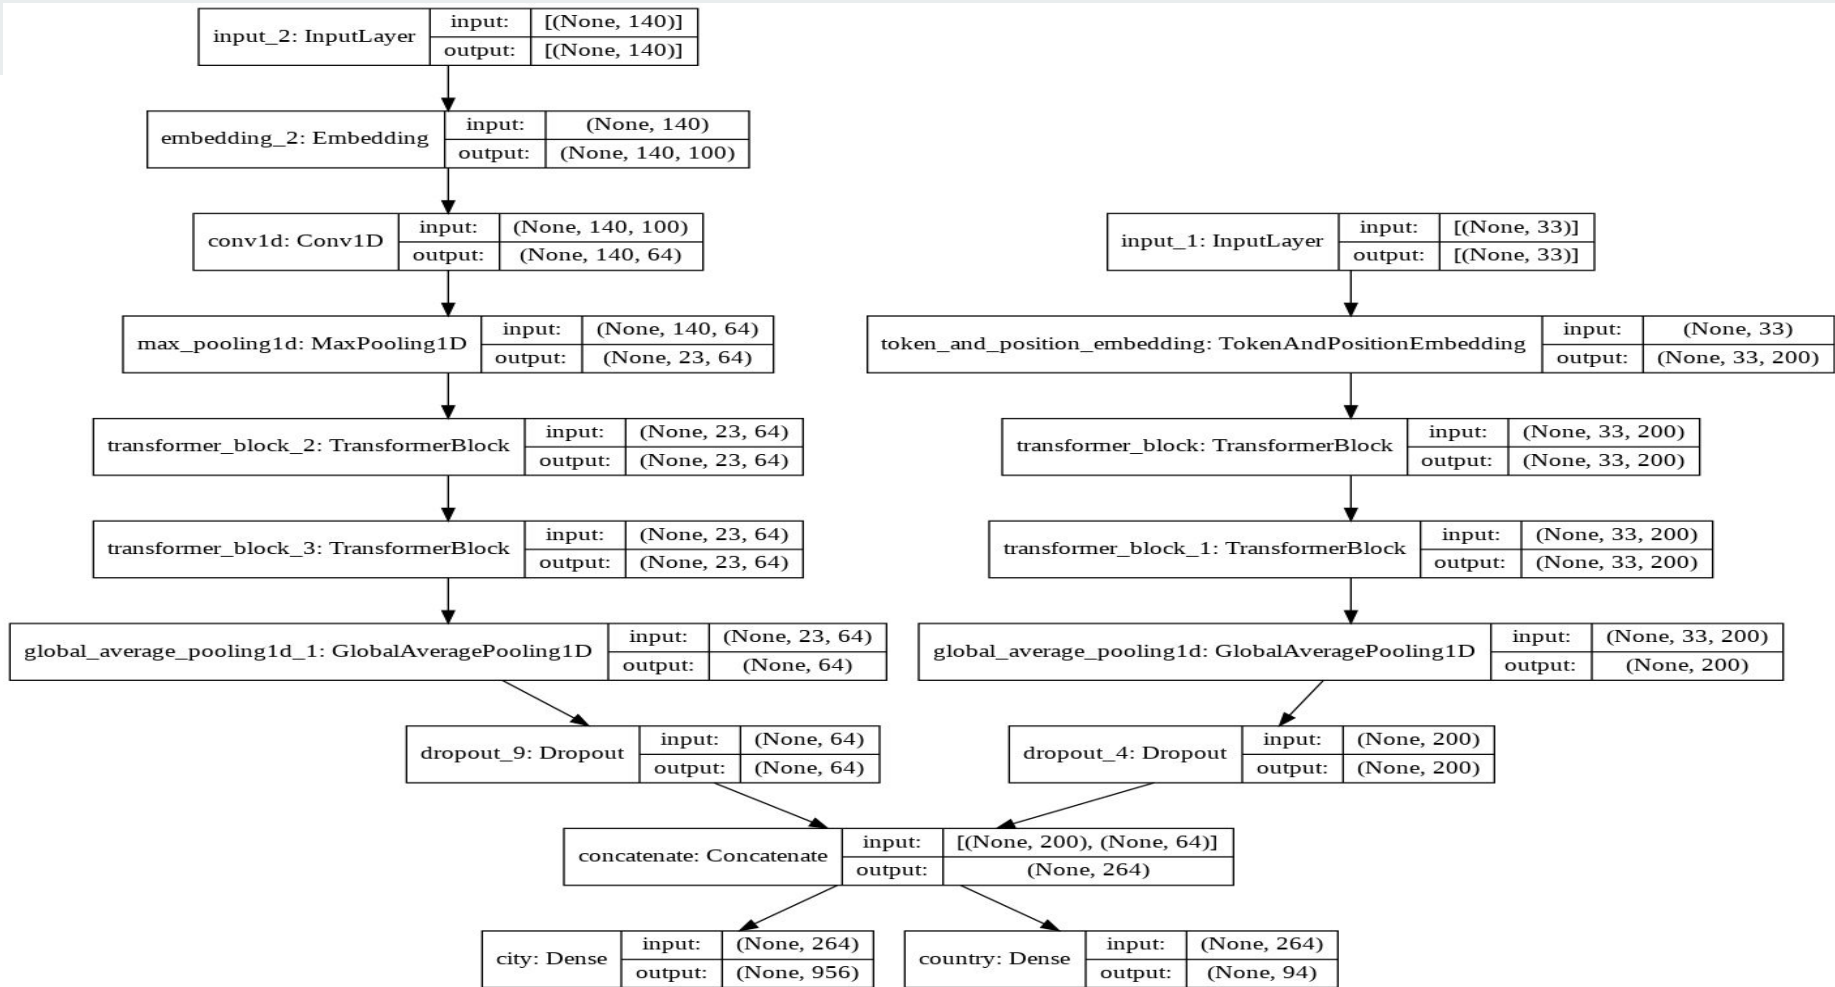 input_2: InputLayer
input: [(None, 140)]
output: [(None, 140)]
embedding_2: Embedding
input: (None, 140)
output: (None, 140, 100)
conv1d: Conv1D
input: (None, 140, 100)
output: (None, 140, 64)
input_1: InputLayer
input: [(None, 33)]
output: [(None, 33)]
max_pooling1d: MaxPooling1D
input: (None, 140, 64)
output: (None, 23, 64)
token_and_position_embedding: TokenAndPositionEmbedding
input: (None, 33)
output: (None, 33, 200)
transformer_block_2: TransformerBlock
input: (None, 23, 64)
output: (None, 23, 64)
transformer_block: TransformerBlock
input: (None, 33, 200)
output: (None, 33, 200)
transformer_block_3: TransformerBlock
input: (None, 23, 64)
output: (None, 23, 64)
transformer_block_1: TransformerBlock
input: (None, 33, 200)
output: (None, 33, 200)
global_average_pooling1d_1: GlobalAveragePooling1D
input: (None, 23, 64)
output: (None, 64)
global_average_pooling1d: GlobalAveragePooling1D
input: (None, 33, 200)
output: (None, 200)
dropout_9: Dropout
input: (None, 64)
output: (None, 64)
dropout_4: Dropout
input: (None, 200)
output: (None, 200)
concatenate: Concatenate
input: [(None, 200), (None, 64)]
output: (None, 264)
city: Dense
input: (None, 264)
output: (None, 956)
country: Dense
input: (None, 264)
output: (None, 94)